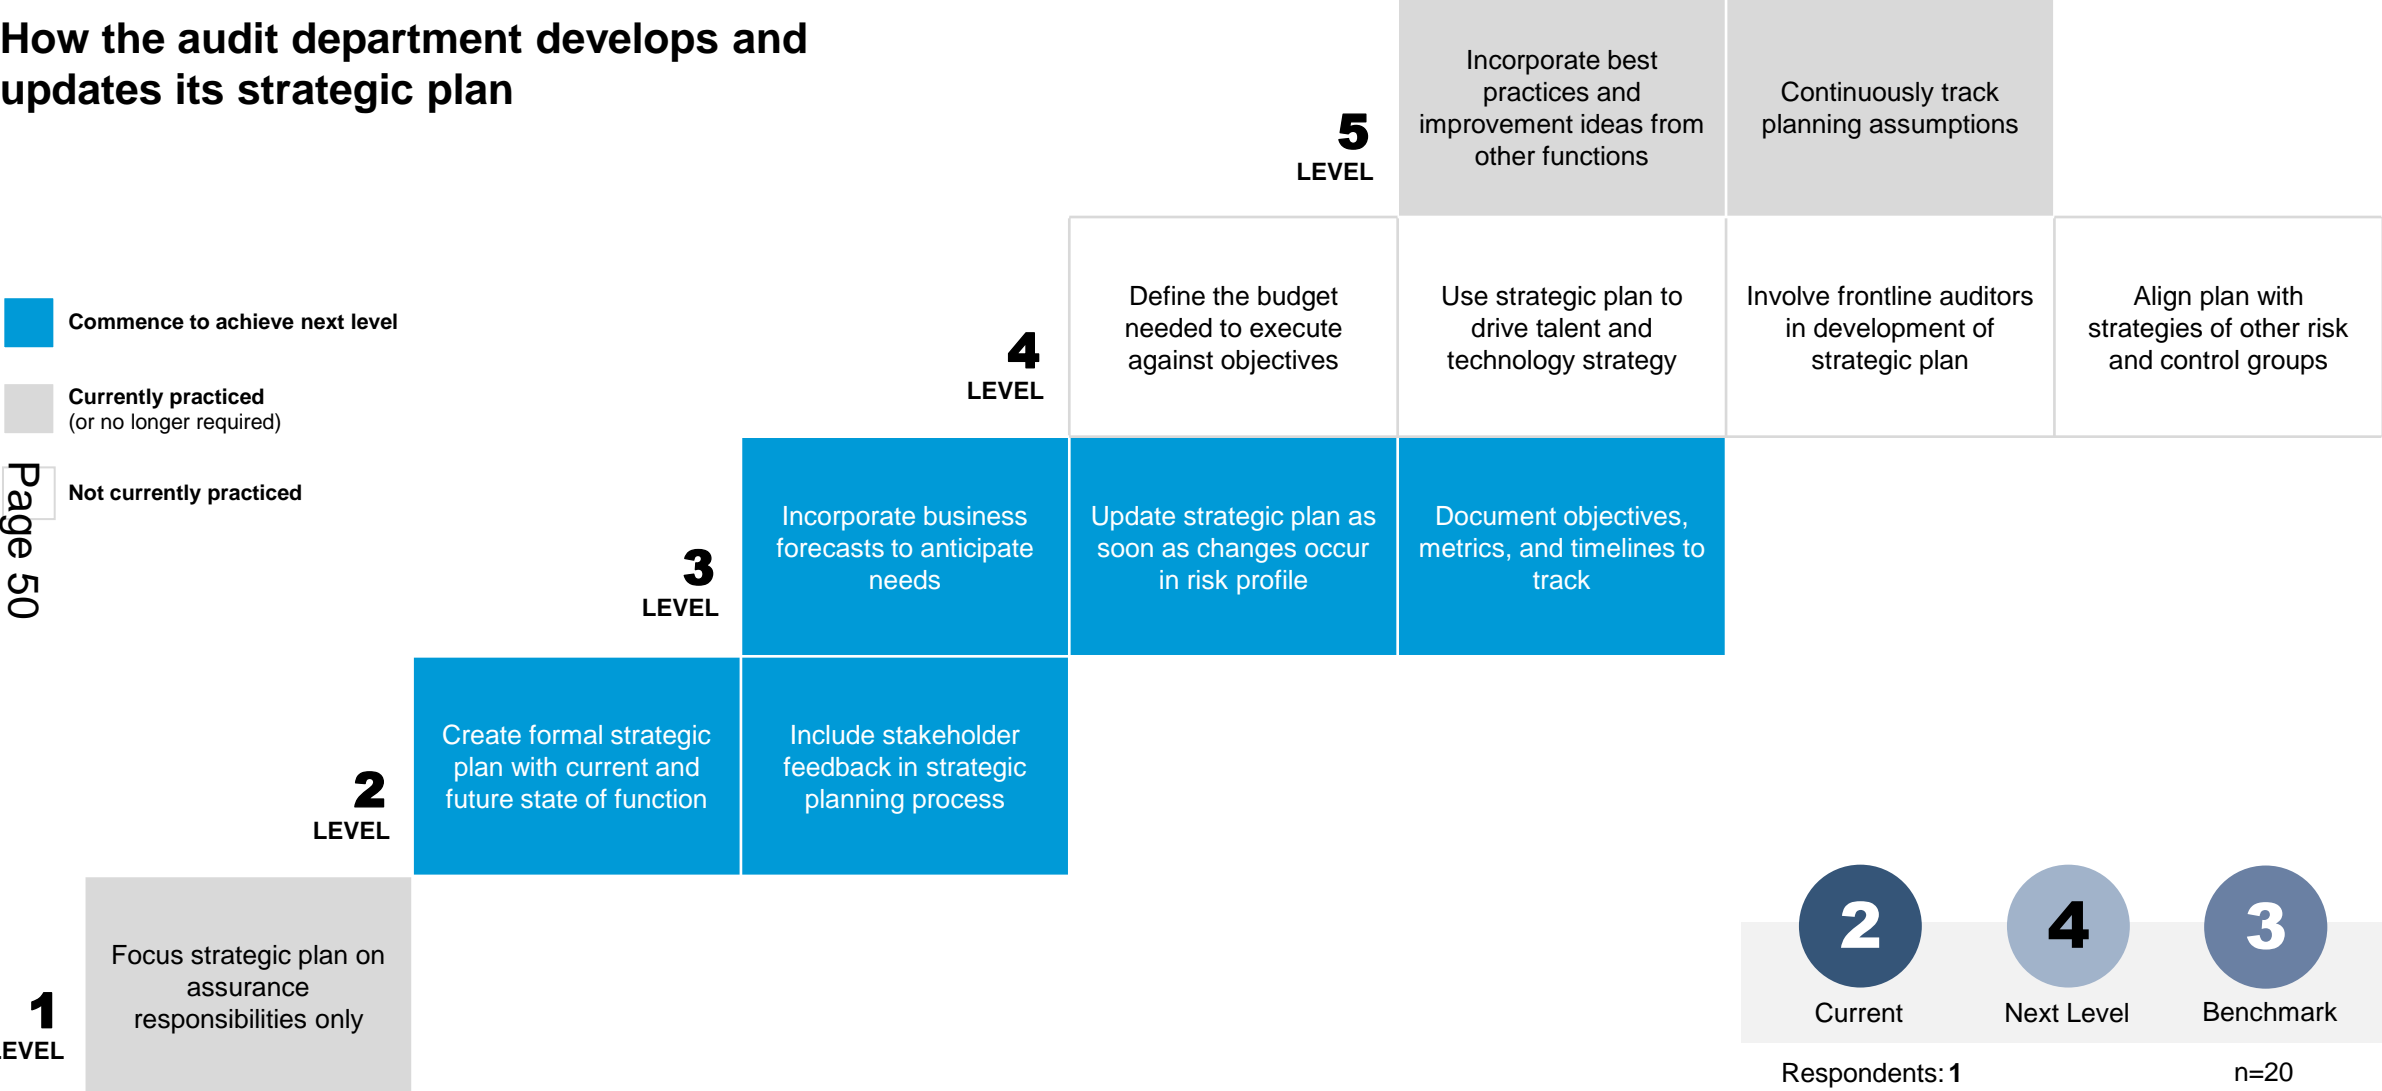 How the audit department develops and
updates its strategic plan
Incorporate best
practices and
improvement ideas from
other functions
Continuously track
planning assumptions
5
LEVEL
Define the budget
needed to execute
against objectives
Use strategic plan to
drive talent and
technology strategy
Involve frontline auditors
in development of
strategic plan
Align plan with
strategies of other risk
and control groups
4
LEVEL
Commence to achieve next level
Currently practiced
(or no longer required)
Not currently practiced
Page 50
Incorporate business
forecasts to anticipate
needs
Update strategic plan as
soon as changes occur
in risk profile
Document objectives,
metrics, and timelines to
track
3
LEVEL
Create formal strategic
plan with current and
future state of function
Include stakeholder
feedback in strategic
planning process
2
LEVEL
Focus strategic plan on
assurance
responsibilities only
1
LEVEL
2
Current
4
Next Level
3
Benchmark
Respondents: 1
n=20